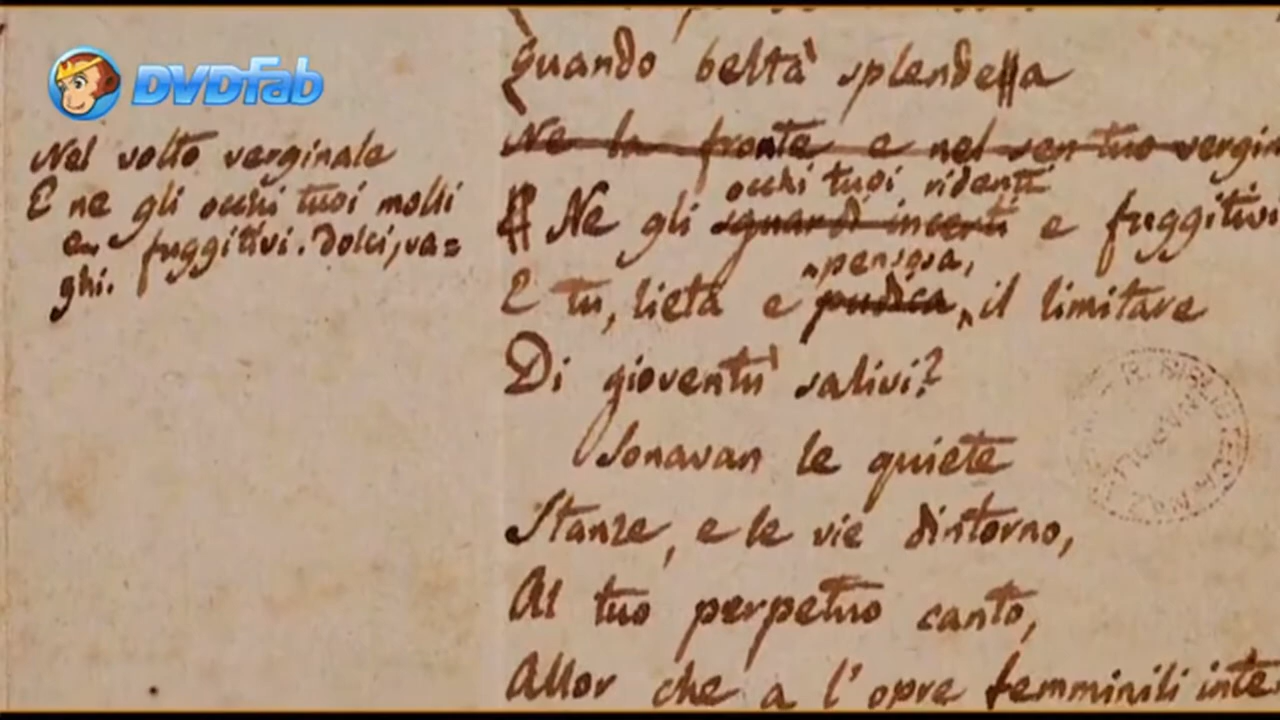 DVDFab
quando beltà splendea
Ne la fronte e nel sen tuo vergin
occhi tuoi ridenti
Ne gli sguardi incerti e fuggitivi
pensosa,
E tu, lieta e pudica, il limitare
Di gioventù salivi?
Sonavan le quiete
Stanze, e le vie dintorno,
Al tuo perpetuo canto,
Allor che a l'opre femminili inte
Nel volto verginale
E ne gli occhi tuoi molli
e fuggitivi. Dolci, va=
ghi.